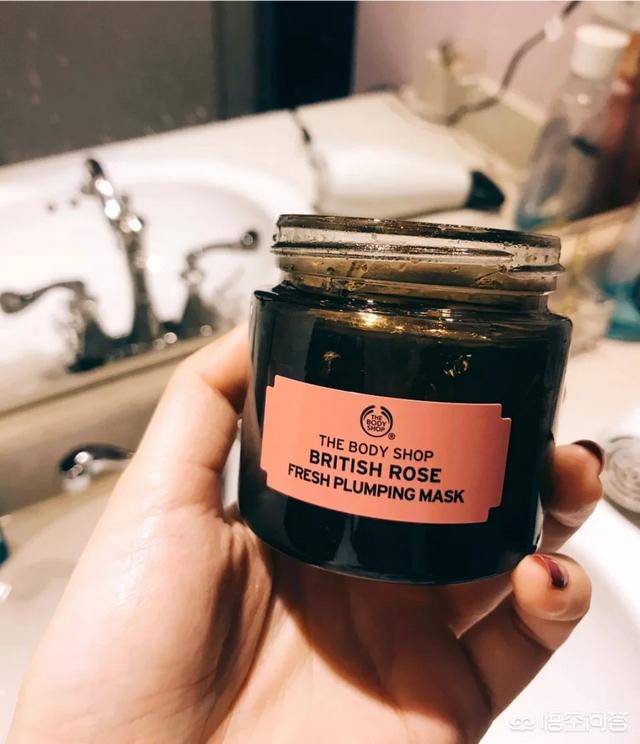 THE
BODY
SHOP
®
THE BODY SHOP
BRITISH ROSE
FRESH PLUMPING MASK
悟空问答